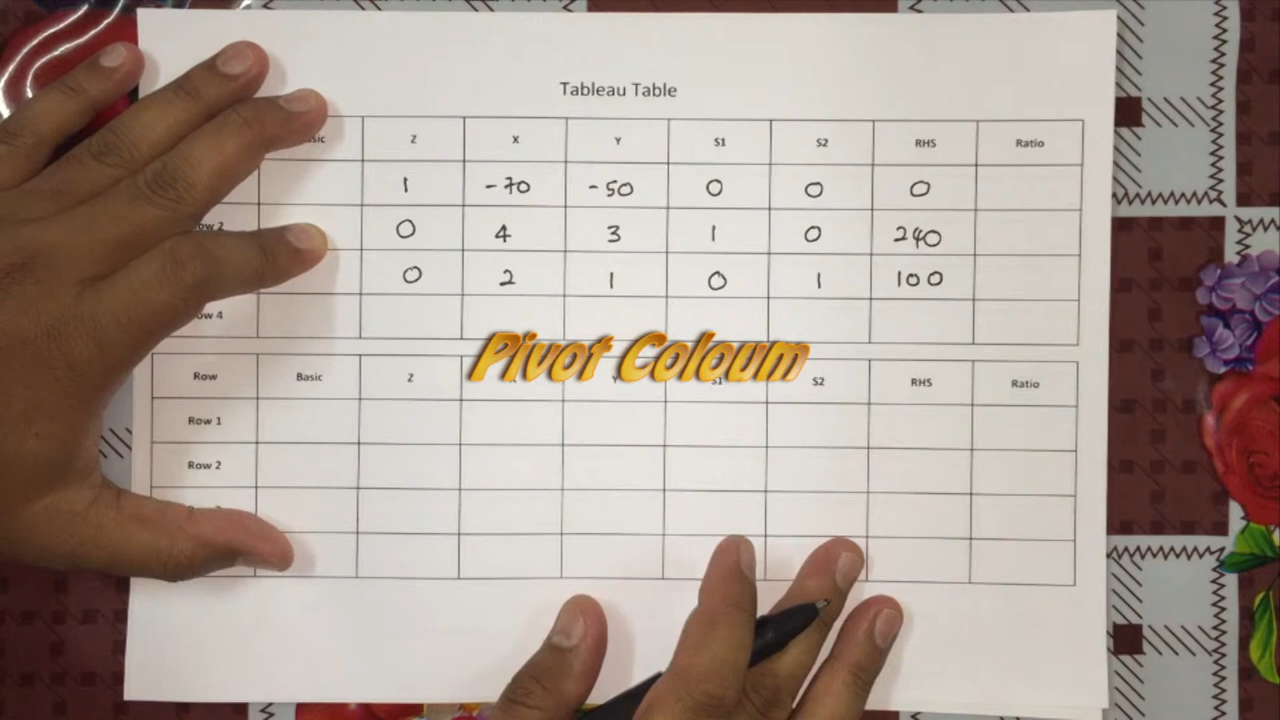 Tableau Table
Z X Y S1 S2 RHS Ratio
1 -70 -50 0 0 0
0 4 3 1 0 240
0 2 1 0 1 100
Pivot Coloum
Row Basic Z S1 S2 RHS Ratio
Row 1
Row 2